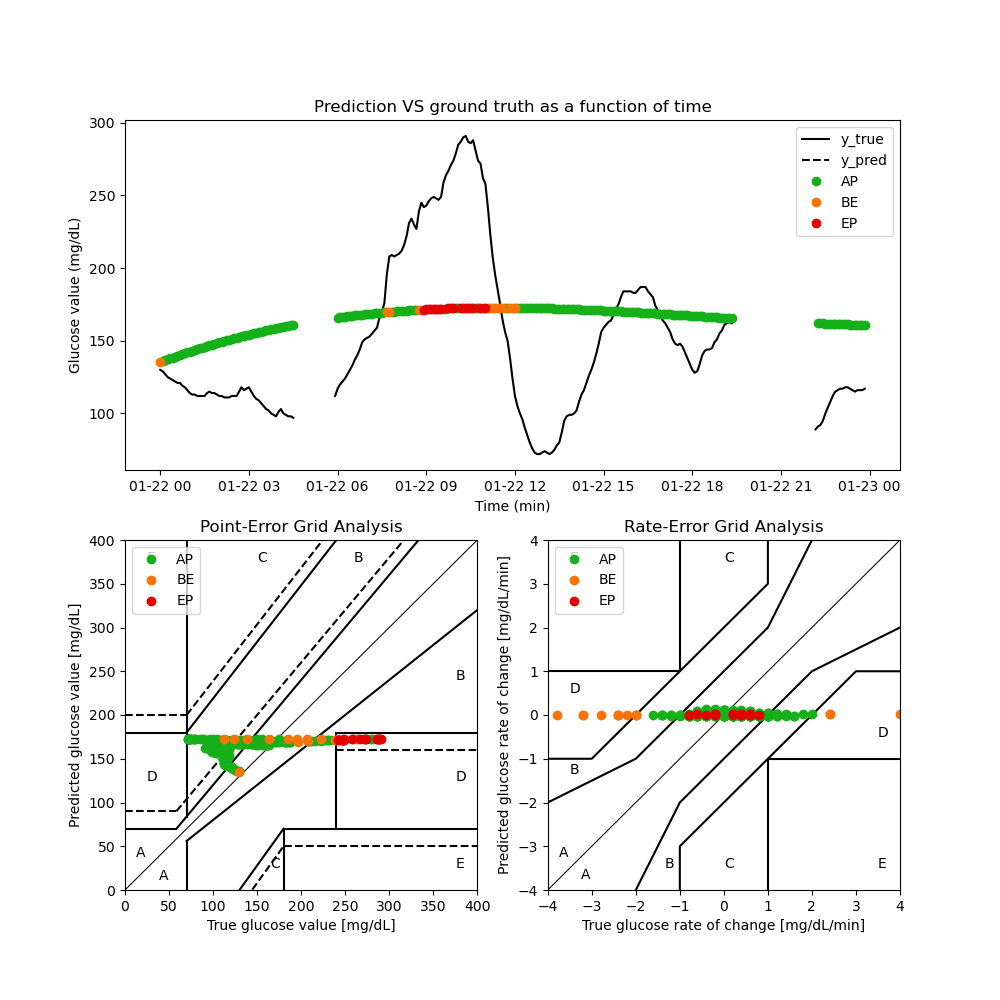 Prediction VS ground truth as a function of time
Glucose value (mg/dL)
300
250
200
150
100
y_true
y_pred
AP
BE
EP
01-22 00 01-22 03 01-22 06 01-22 09 01-22 12 01-22 15 01-22 18 01-22 21 01-23 00
Time (min)
Point-Error Grid Analysis
Predicted glucose value [mg/dL]
400
350
300
250
200
150
100
50
0
AP
BE
EP
C
B
B
D
D
A
A
C
E
0 50 100 150 200 250 300 350 400
True glucose value [mg/dL]
Rate-Error Grid Analysis
Predicted glucose rate of change [mg/dL/min]
4
3
2
1
0
−1
−2
−3
−4
AP
BE
EP
C
D
D
B
A
A
B
C
E
−4 −3 −2 −1 0 1 2 3 4
True glucose rate of change [mg/dL/min]